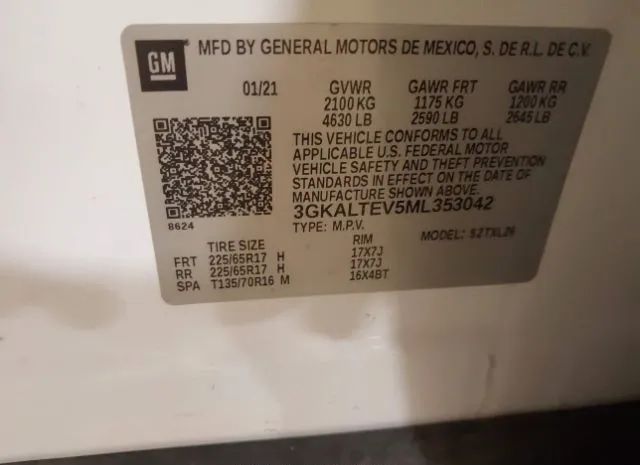 GM MFD BY GENERAL MOTORS DE MEXICO, S. DE R.L. DE C.V.
01/21 GVWR GAWR FRT GAWR RR
2100 KG 1175 KG 1200 KG
4630 LB 2590 LB 2645 LB
THIS VEHICLE CONFORMS TO ALL
APPLICABLE U.S. FEDERAL MOTOR
VEHICLE SAFETY AND THEFT PREVENTION
STANDARDS IN EFFECT ON THE DATE OF
MANUFACTURE SHOWN ABOVE.
3GKALTEV5ML353042
8624 TYPE: M.P.V. MODEL: S2TXL26
TIRE SIZE RIM
FRT 225/65R17 H 17X7J
RR 225/65R17 H 17X7J
SPA T135/70R16 M 16X4BT